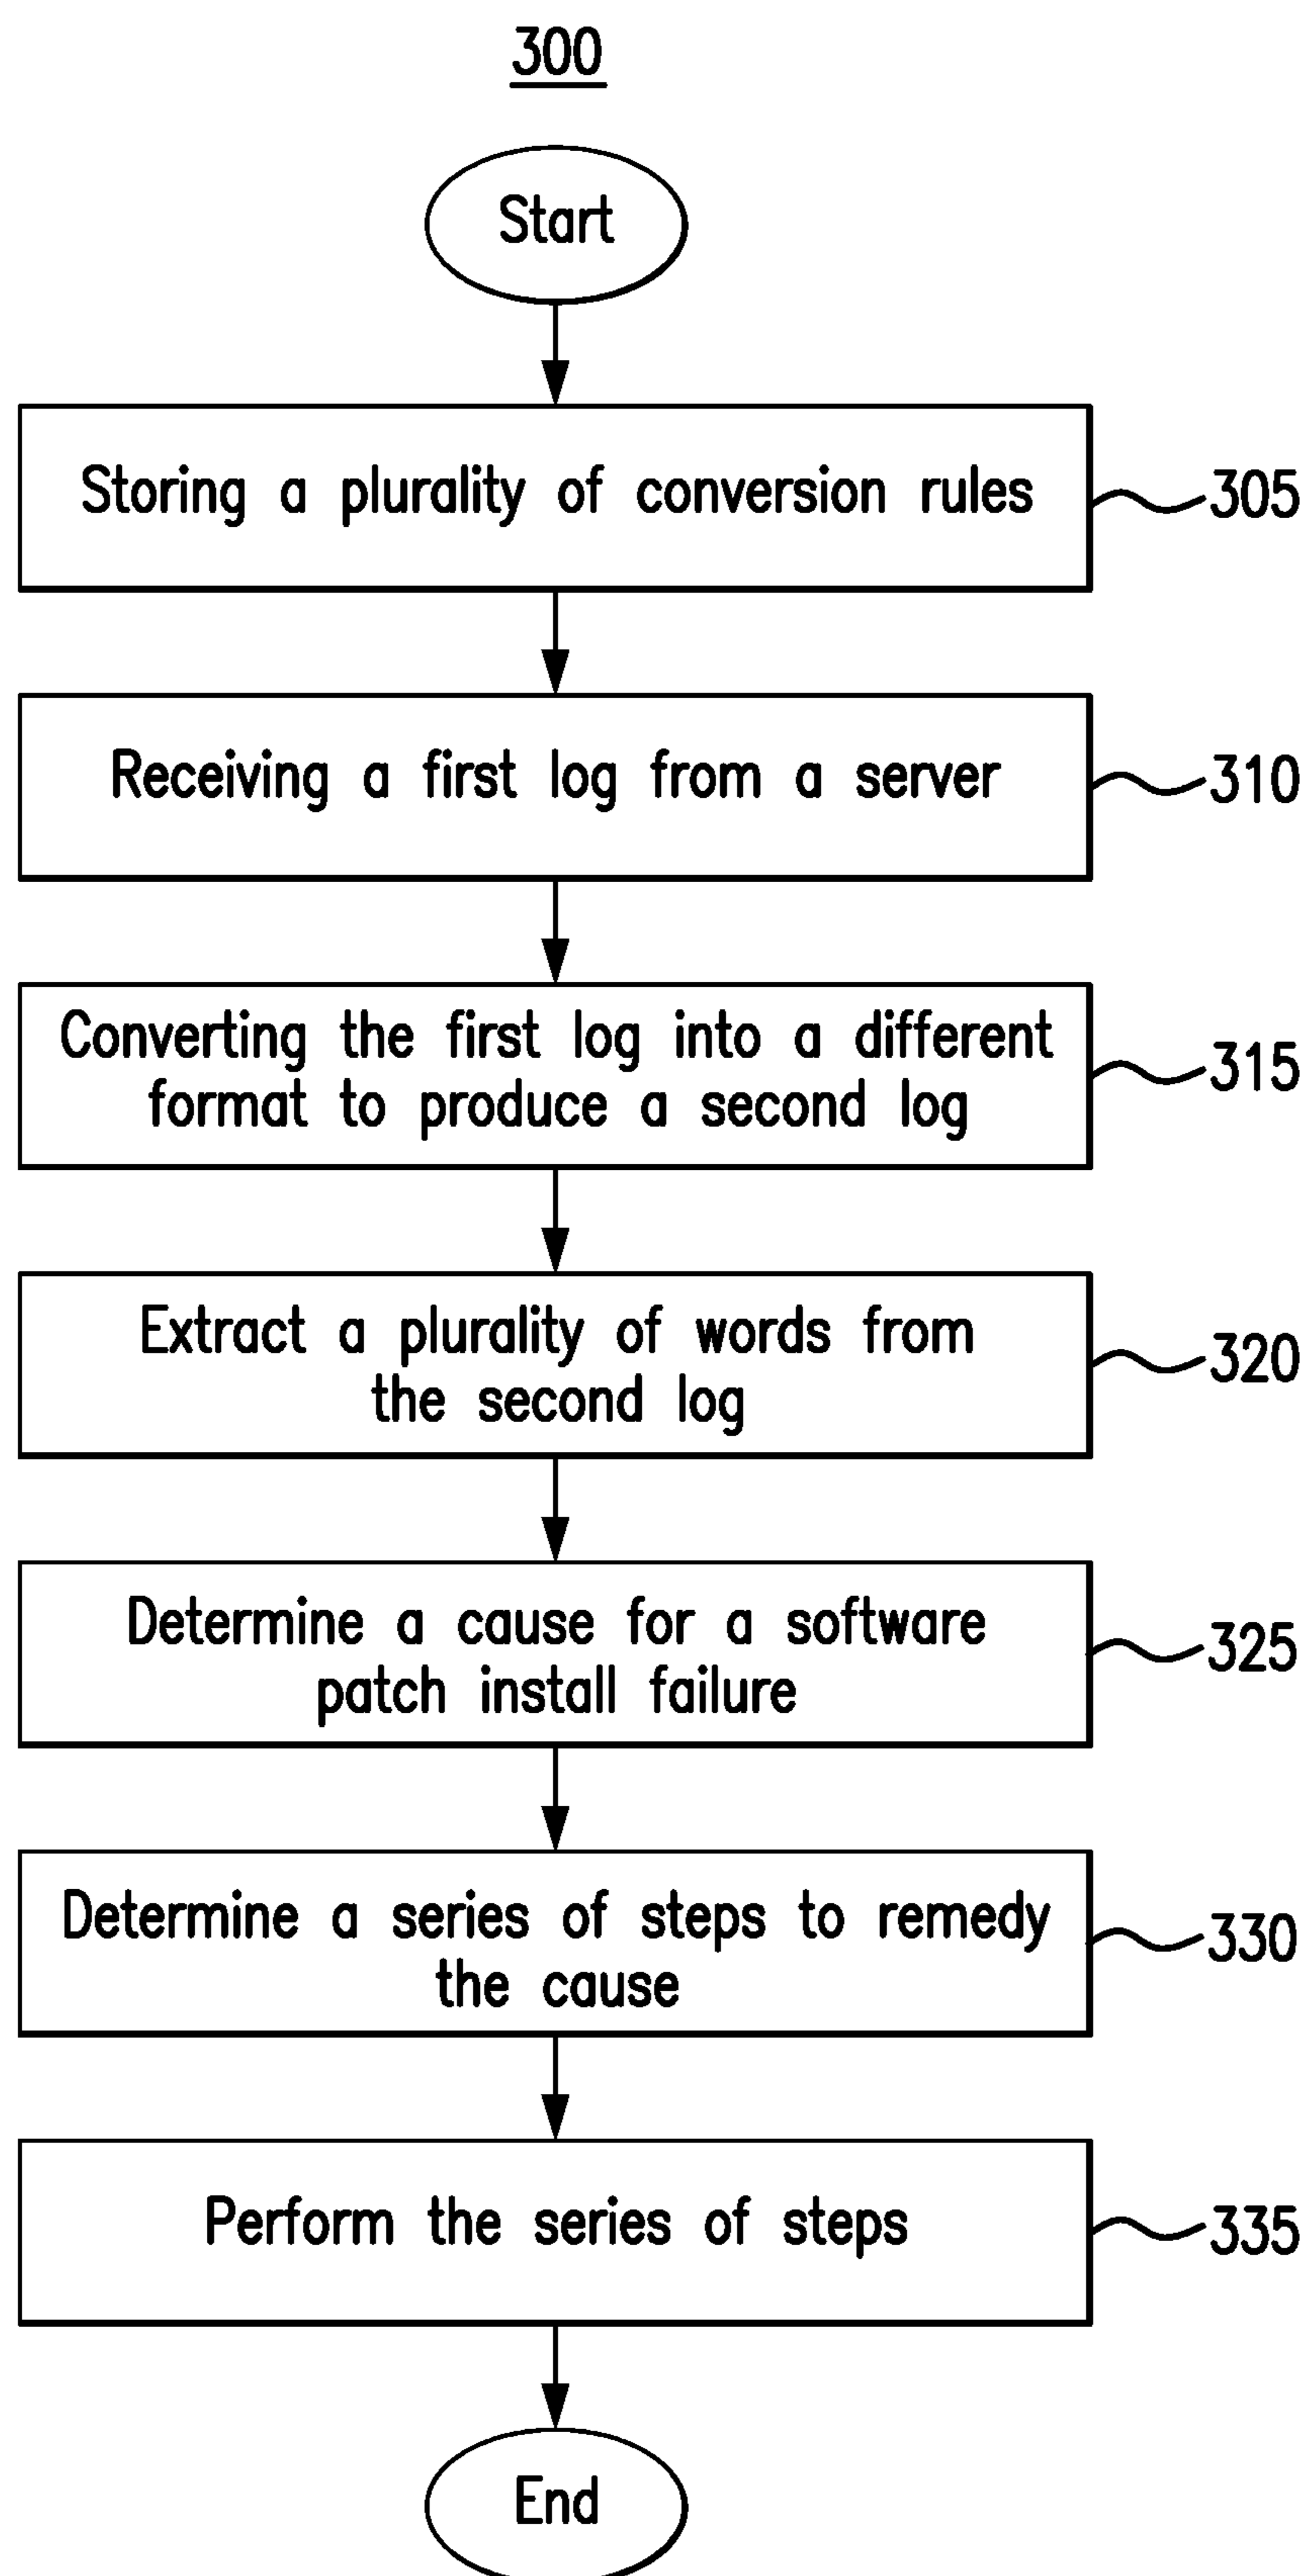 300
Start
Storing a plurality of conversion rules
305
Receiving a first log from a server
310
Converting the first log into a different
format to produce a second log
315
Extract a plurality of words from
the second log
320
Determine a cause for a software
patch install failure
325
Determine a series of steps to remedy
the cause
330
Perform the series of steps
335
End